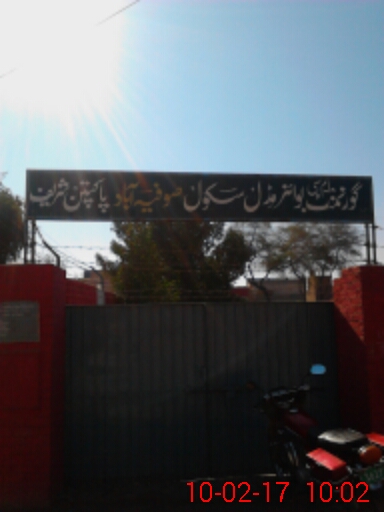 گورنمنٹ بوائز مڈل سکول صوفیہ آباد پاکپتن شریف
10-02-17 10:02